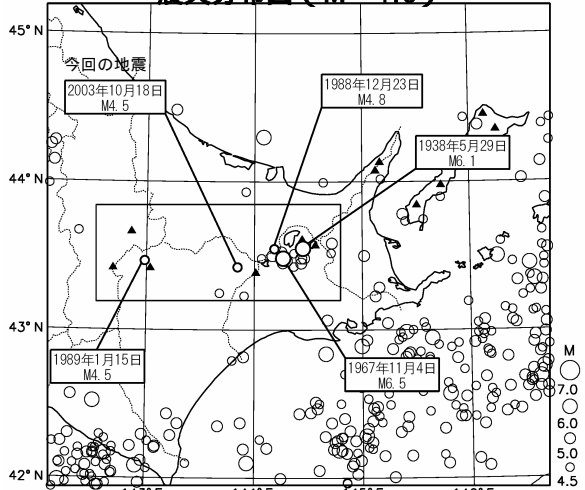 45° N
今回の地震
2003年10月18日
M4.5
1988年12月23日
M4.8
1938年5月29日
M6.1
44° N
43° N
1989年1月15日
M4.5
1967年11月4日
M6.5
M
7.0
6.0
5.0
4.5
42° N